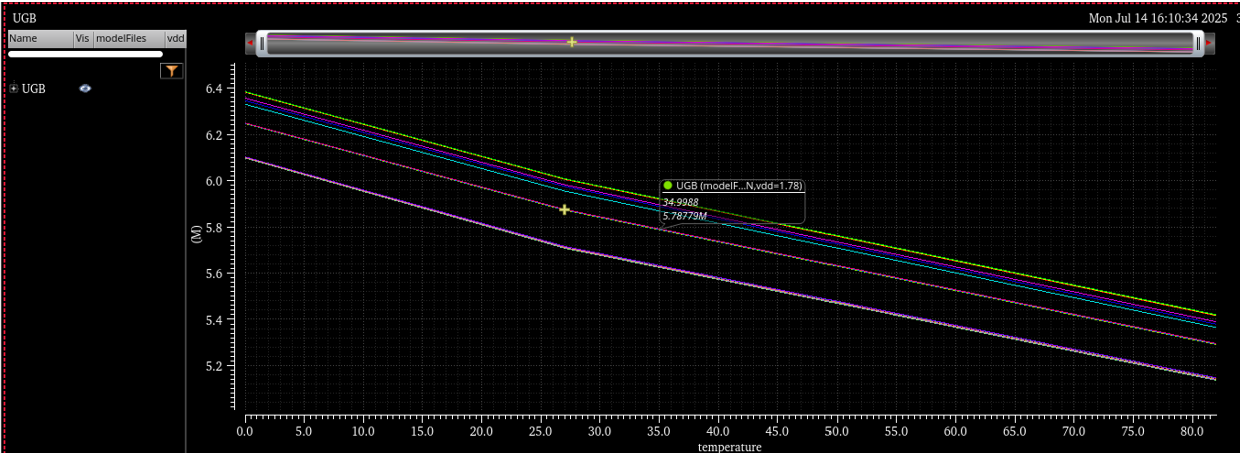 UGB
Mon Jul 14 16:10:34 2025
Name Vis modelFiles vdd
UGB
6.4
6.2
6.0
5.8
5.6
5.4
5.2
(M)
UGB (modelF...N,vdd=1.78)
34.9988
5.78779M
0.0 5.0 10.0 15.0 20.0 25.0 30.0 35.0 40.0 45.0 50.0 55.0 60.0 65.0 70.0 75.0 80.0
temperature